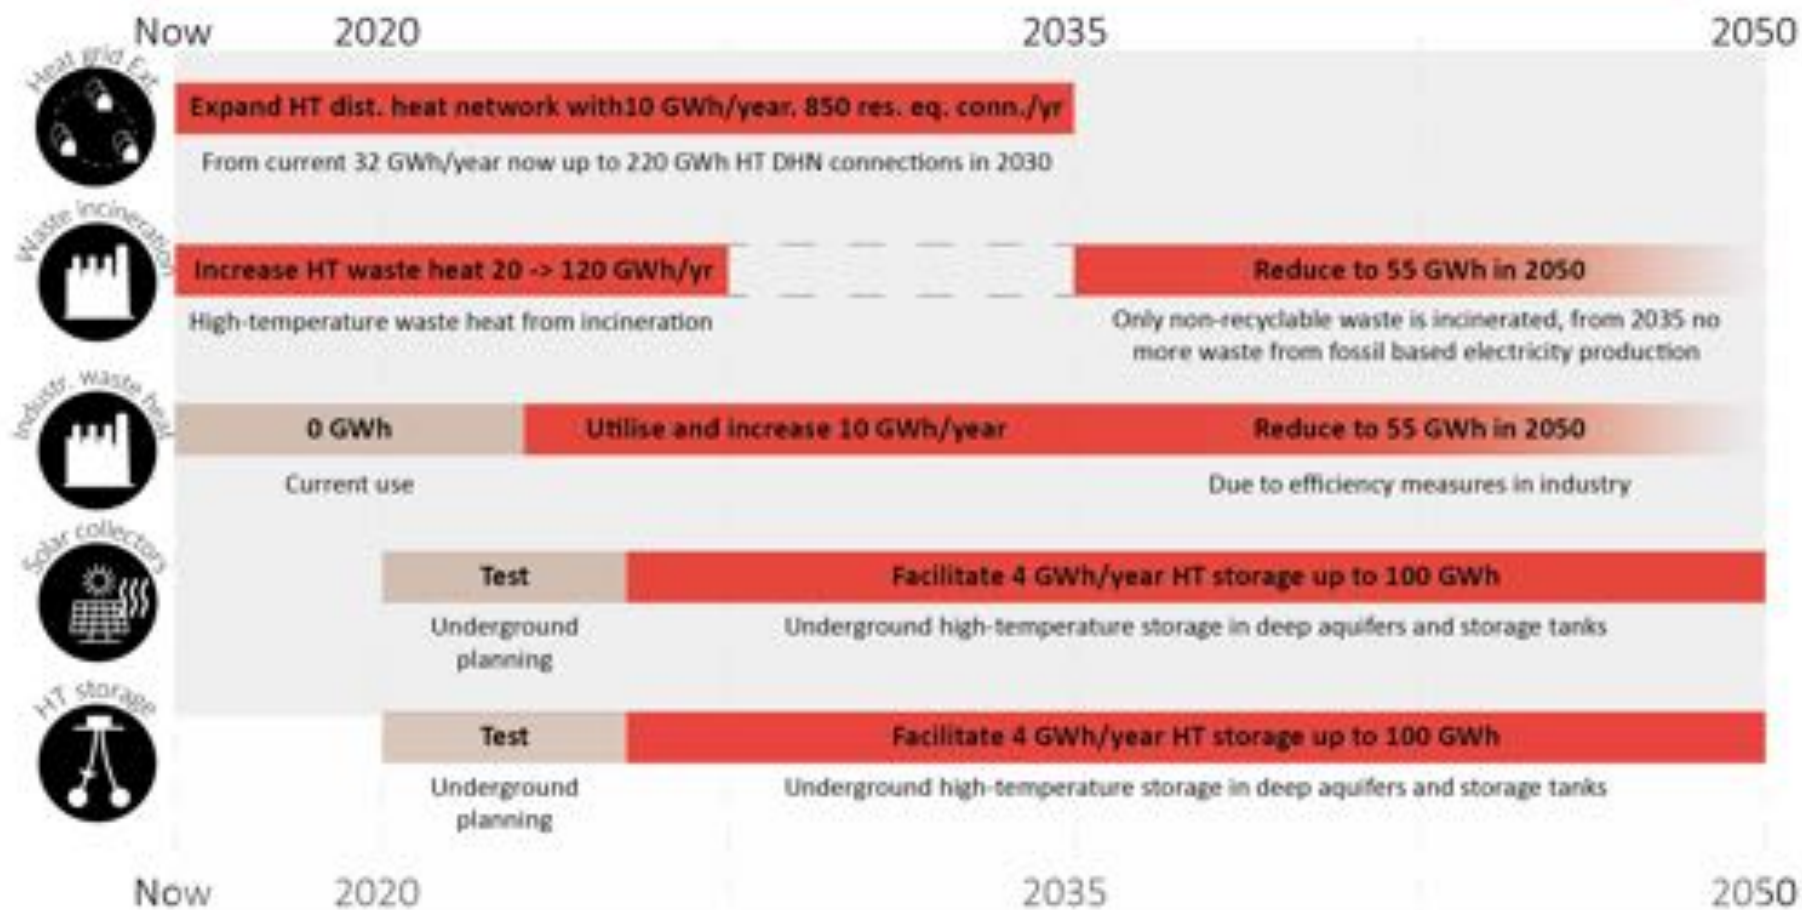 Now 2020 2035 2050
Heat grid Ext.
Expand HT dist. heat network with10 GWh/year. 850 res. eq. conn./yr
From current 32 GWh/year now up to 220 GWh HT DHN connections in 2030
Waste incineration
Increase HT waste heat 20 -> 120 GWh/yr
Reduce to 55 GWh in 2050
High-temperature waste heat from incineration
Only non-recyclable waste is incinerated, from 2035 no
more waste from fossil based electricity production
Industr. waste heat
0 GWh
Utilise and increase 10 GWh/year
Reduce to 55 GWh in 2050
Current use
Due to efficiency measures in industry
Solar collectors
Test
Facilitate 4 GWh/year HT storage up to 100 GWh
Underground
planning
Underground high-temperature storage in deep aquifers and storage tanks
HT storage
Test
Facilitate 4 GWh/year HT storage up to 100 GWh
Underground
planning
Underground high-temperature storage in deep aquifers and storage tanks
Now 2020 2035 2050